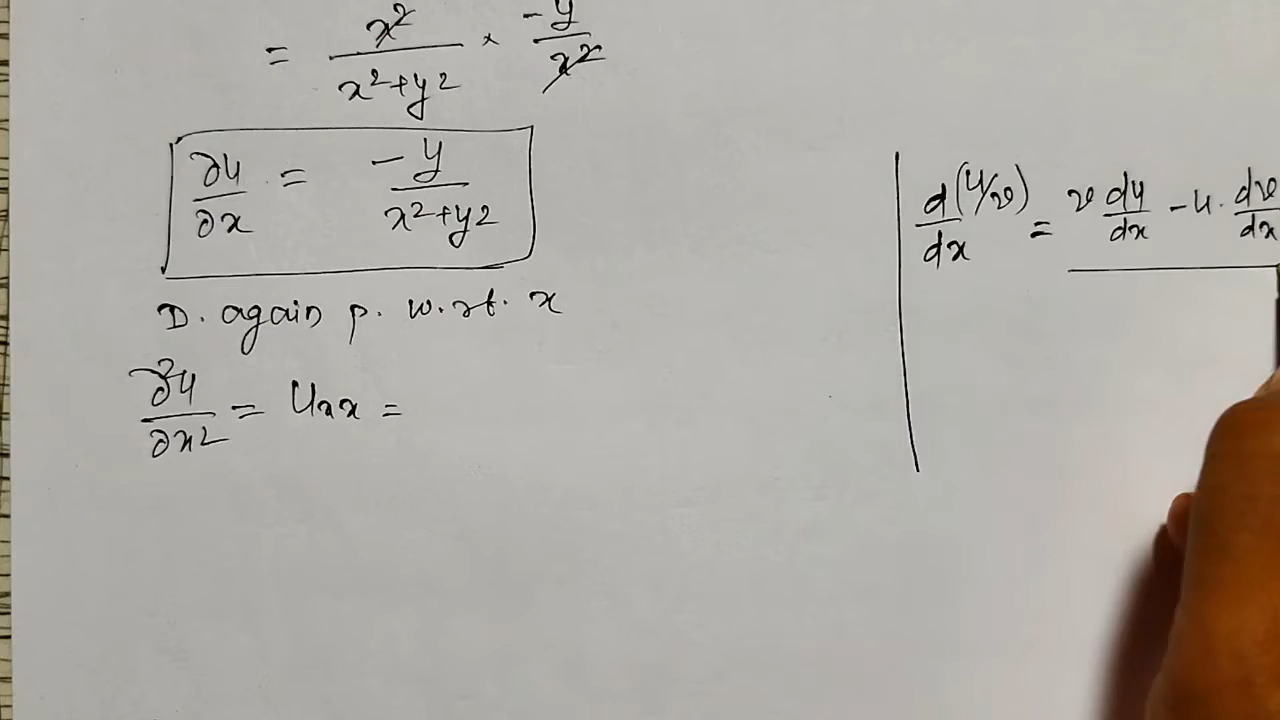 = x²/(x²+y²) × -y/x²
∂u/∂x = -y/(x²+y²)
D. again p. w.r.t. x
∂²u/∂x² = uxx =
d/dx (u/v) = v du/dx - u. dv/dx